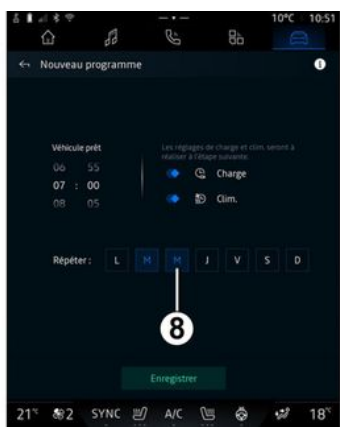 10°C 10:51
Nouveau programme
Véhicule prêt
Les réglages de charge et clim. seront à
réaliser à l'étape suivante.
06 55
07 : 00
08 05
Charge
Clim.
Répéter : L M M J V S D
8
Enregistrer
21°C 2 SYNC A/C 18°C